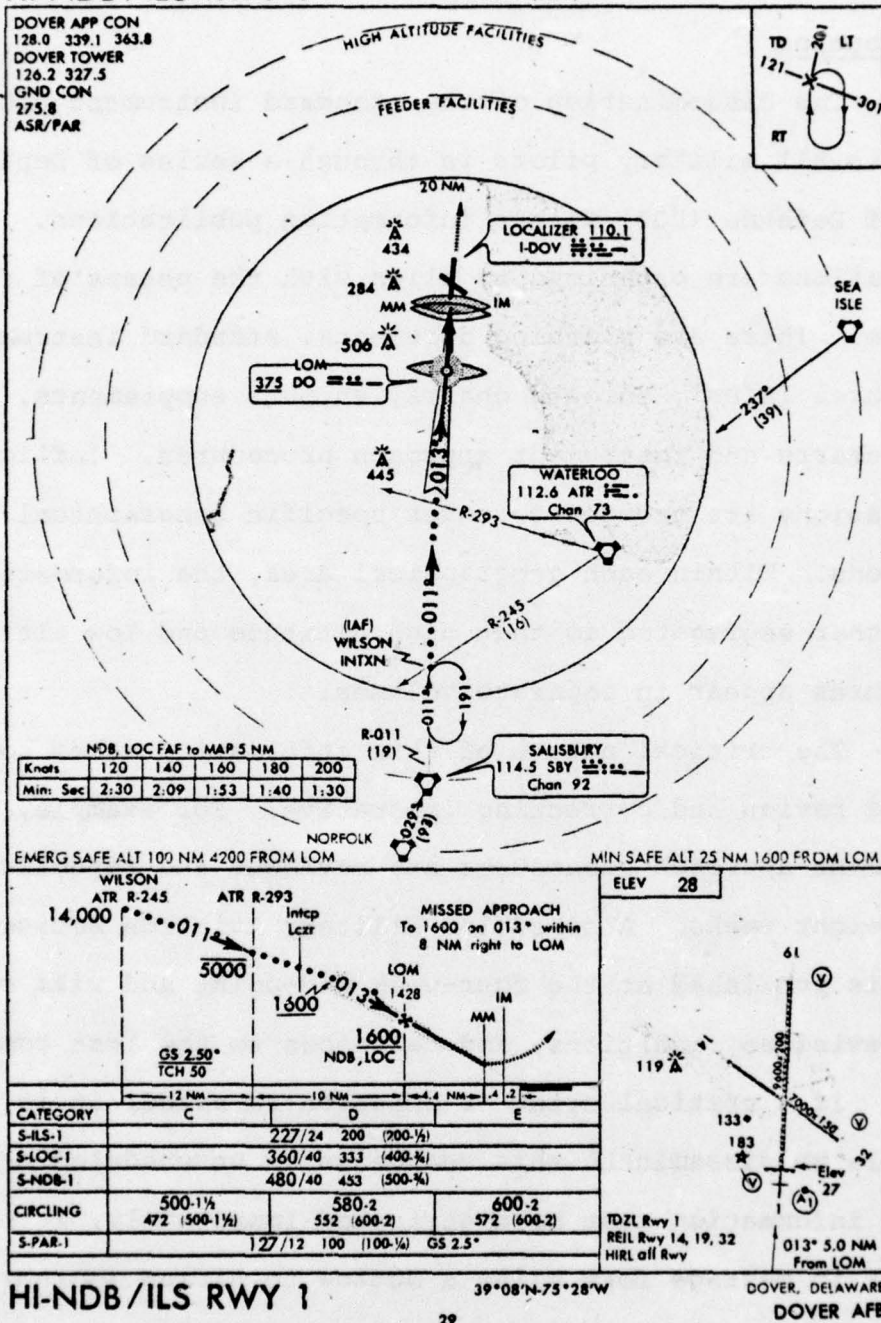 DOVER APP CON
128.0 339.1 363.8
DOVER TOWER
126.2 327.5
GND CON
275.8
ASR/PAR
HIGH ALTITUDE FACILITIES
FEEDER FACILITIES
TD 201 LT
121
301
RT
20 NM
LOCALIZER 110.1
I-DOV
434
284
MM IM
506
LOM
375 DO
445
013°
SEA
ISLE
237°
(39)
WATERLOO
112.6 ATR
Chan 73
R-293
R-245
(16)
011°
(IAF)
WILSON
INTXN
011°
191°
R-011
(19)
SALISBURY
114.5 SBY
Chan 92
029°
(93)
NORFOLK
NDB, LOC FAF to MAP 5 NM
Knots 120 140 160 180 200
Min: Sec 2:30 2:09 1:53 1:40 1:30
EMERG SAFE ALT 100 NM 4200 FROM LOM
MIN SAFE ALT 25 NM 1600 FROM LOM
WILSON
ATR R-245 ATR R-293
14,000
011°
5000
Intcp
Lczr
1600
013°
LOM
1428
1600
NDB, LOC
MISSED APPROACH
To 1600 on 013° within
8 NM right to LOM
MM IM
GS 2.50°
TCH 50
12 NM 10 NM 4.4 NM .4 .2
CATEGORY C D E
S-ILS-1 227/24 200 (200-½)
S-LOC-1 360/40 333 (400-¾)
S-NDB-1 480/40 453 (500-¾)
CIRCLING 500-1½ 580-2 600-2
472 (500-1½) 552 (600-2) 572 (600-2)
S-PAR-1 127/12 100 (100-¼) GS 2.5°
ELEV 28
19
V
119
133
183
V
V
32
Elev
27
TDZL Rwy 1
REIL Rwy 14, 19, 32
HIRL all Rwy
013° 5.0 NM
From LOM
HI-NDB/ILS RWY 1
39°08'N-75°28'W
DOVER, DELAWARE
DOVER AFB
29